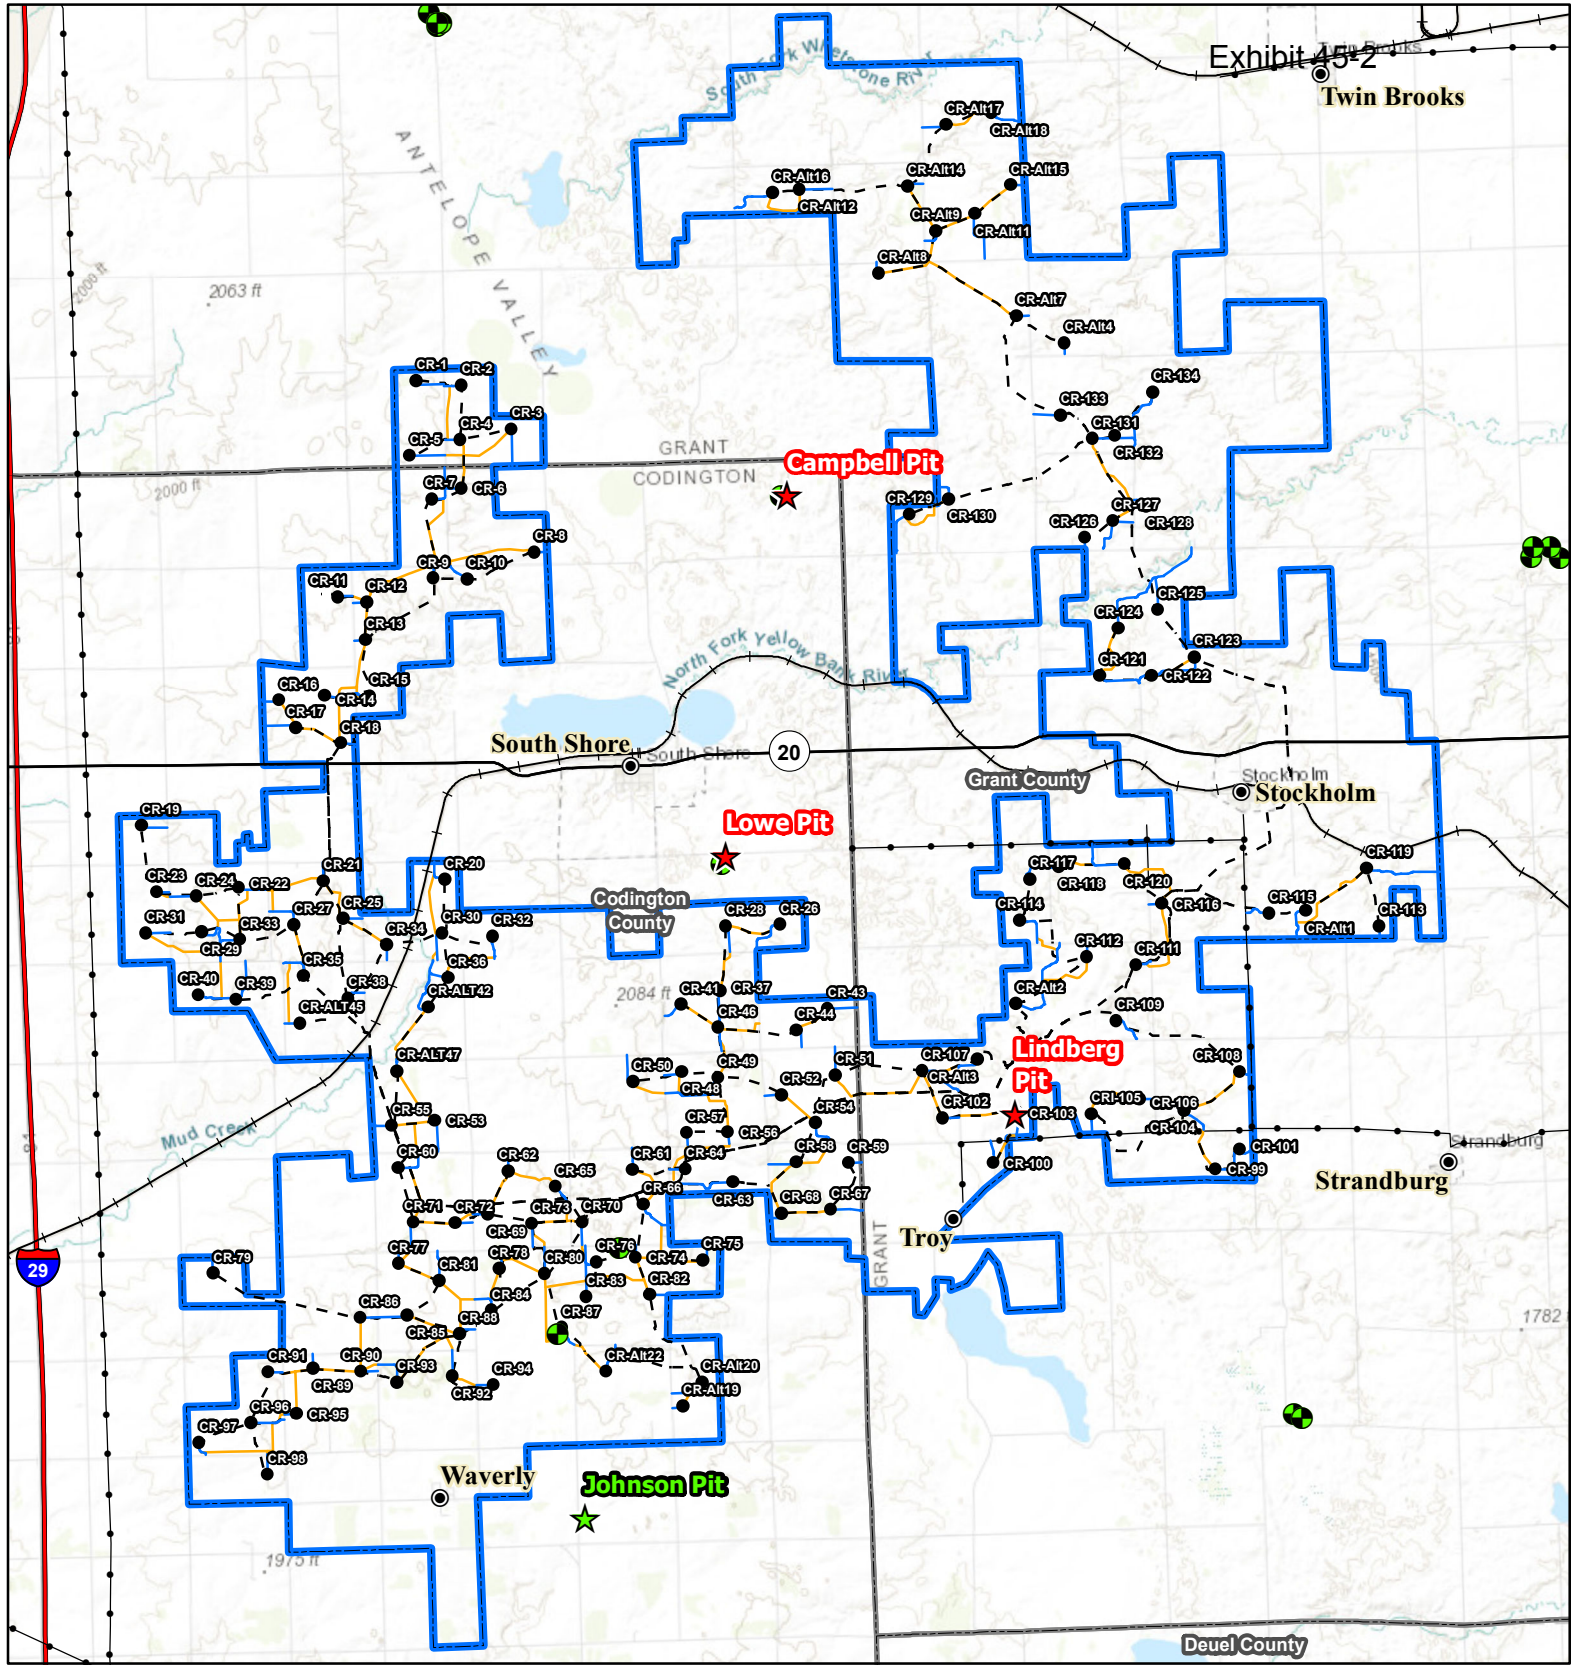 Exhibit 45-2
Twin Brooks
Twin Brooks
South Fork Whetstone River
ANTELOPE VALLEY
CR-Alt17
CR-Alt18
CR-Alt16
CR-Alt14
CR-Alt15
CR-Alt12
CR-Alt9
CR-Alt11
CR-Alt8
2000 ft
2063 ft
CR-Alt7
CR-Alt4
CR-1
CR-2
CR-134
CR-133
CR-3
CR-4
CR-5
CR-131
CR-132
GRANT
CODINGTON
Campbell Pit
2000 ft
CR-7
CR-6
CR-129
CR-130
CR-127
CR-126
CR-128
CR-8
CR-9
CR-10
CR-11
CR-12
CR-125
CR-124
CR-13
North Fork Yellow Bank River
CR-123
CR-121
CR-122
CR-16
CR-15
CR-14
CR-17
CR-18
South Shore
South Shore
20
Grant County
Stockholm
Stockholm
CR-19
Lowe Pit
CR-21
CR-20
CR-117
CR-119
CR-23
CR-24
CR-22
CR-118
CR-120
Codington
County
CR-115
CR-116
CR-31
CR-33
CR-27
CR-25
CR-30
CR-32
CR-28
CR-26
CR-114
CR-113
CR-Alt1
CR-29
CR-34
CR-112
CR-111
CR-35
CR-36
CR-40
CR-39
CR-38
CR-37
CR-41
CR-43
CR-Alt2
2084 ft
CR-ALT42
CR-ALT45
CR-46
CR-44
CR-109
Lindberg
Pit
CR-ALT47
CR-50
CR-49
CR-51
CR-107
CR-108
CR-48
CR-52
CR-Alt3
CR-55
CR-53
CR-57
CR-54
CR-102
CR-103
CR-105
CR-106
CR-104
Mud Creek
CR-56
Strandburg
Strandburg
CR-60
CR-62
CR-61
CR-64
CR-58
CR-59
CR-100
CR-101
CR-99
CR-65
CR-66
CR-63
CR-71
CR-72
CR-73
CR-70
CR-69
CR-68
CR-67
Troy
GRANT
81
29
CR-79
CR-77
CR-81
CR-78
CR-80
CR-76
CR-74
CR-75
CR-83
CR-82
CR-86
CR-84
CR-88
CR-85
CR-87
CR-91
CR-90
CR-93
CR-94
CR-89
CR-92
CR-Alt22
CR-Alt20
CR-Alt19
1782
CR-97
CR-96
CR-95
CR-98
Waverly
Johnson Pit
1975 ft
Deuel County